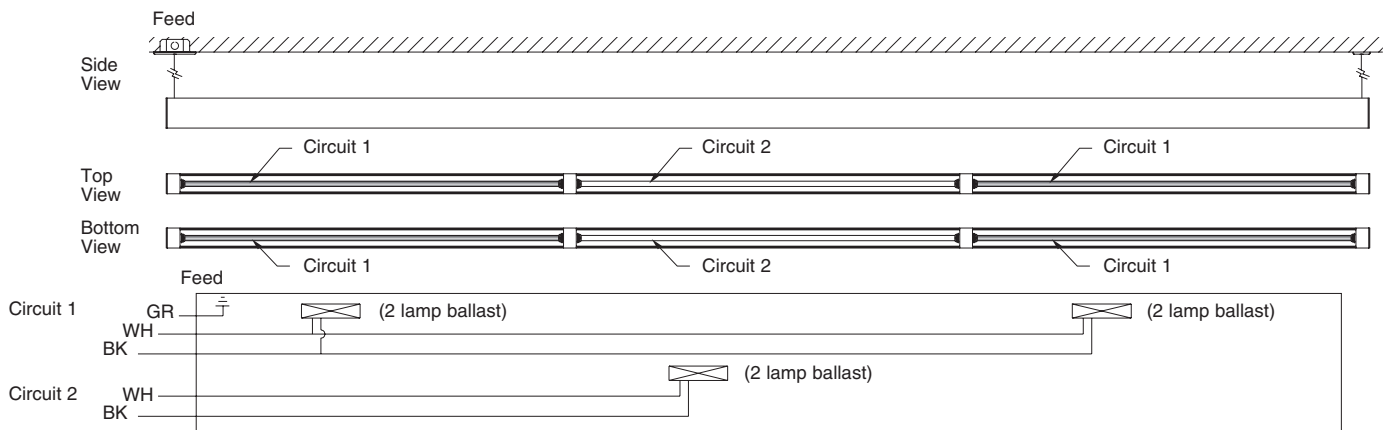 Feed
Side
View
Circuit 1
Circuit 2
Circuit 1
Top
View
Bottom
View
Circuit 1
Circuit 2
Circuit 1
Feed
Circuit 1
GR
(2 lamp ballast)
(2 lamp ballast)
WH
BK
(2 lamp ballast)
Circuit 2
WH
BK